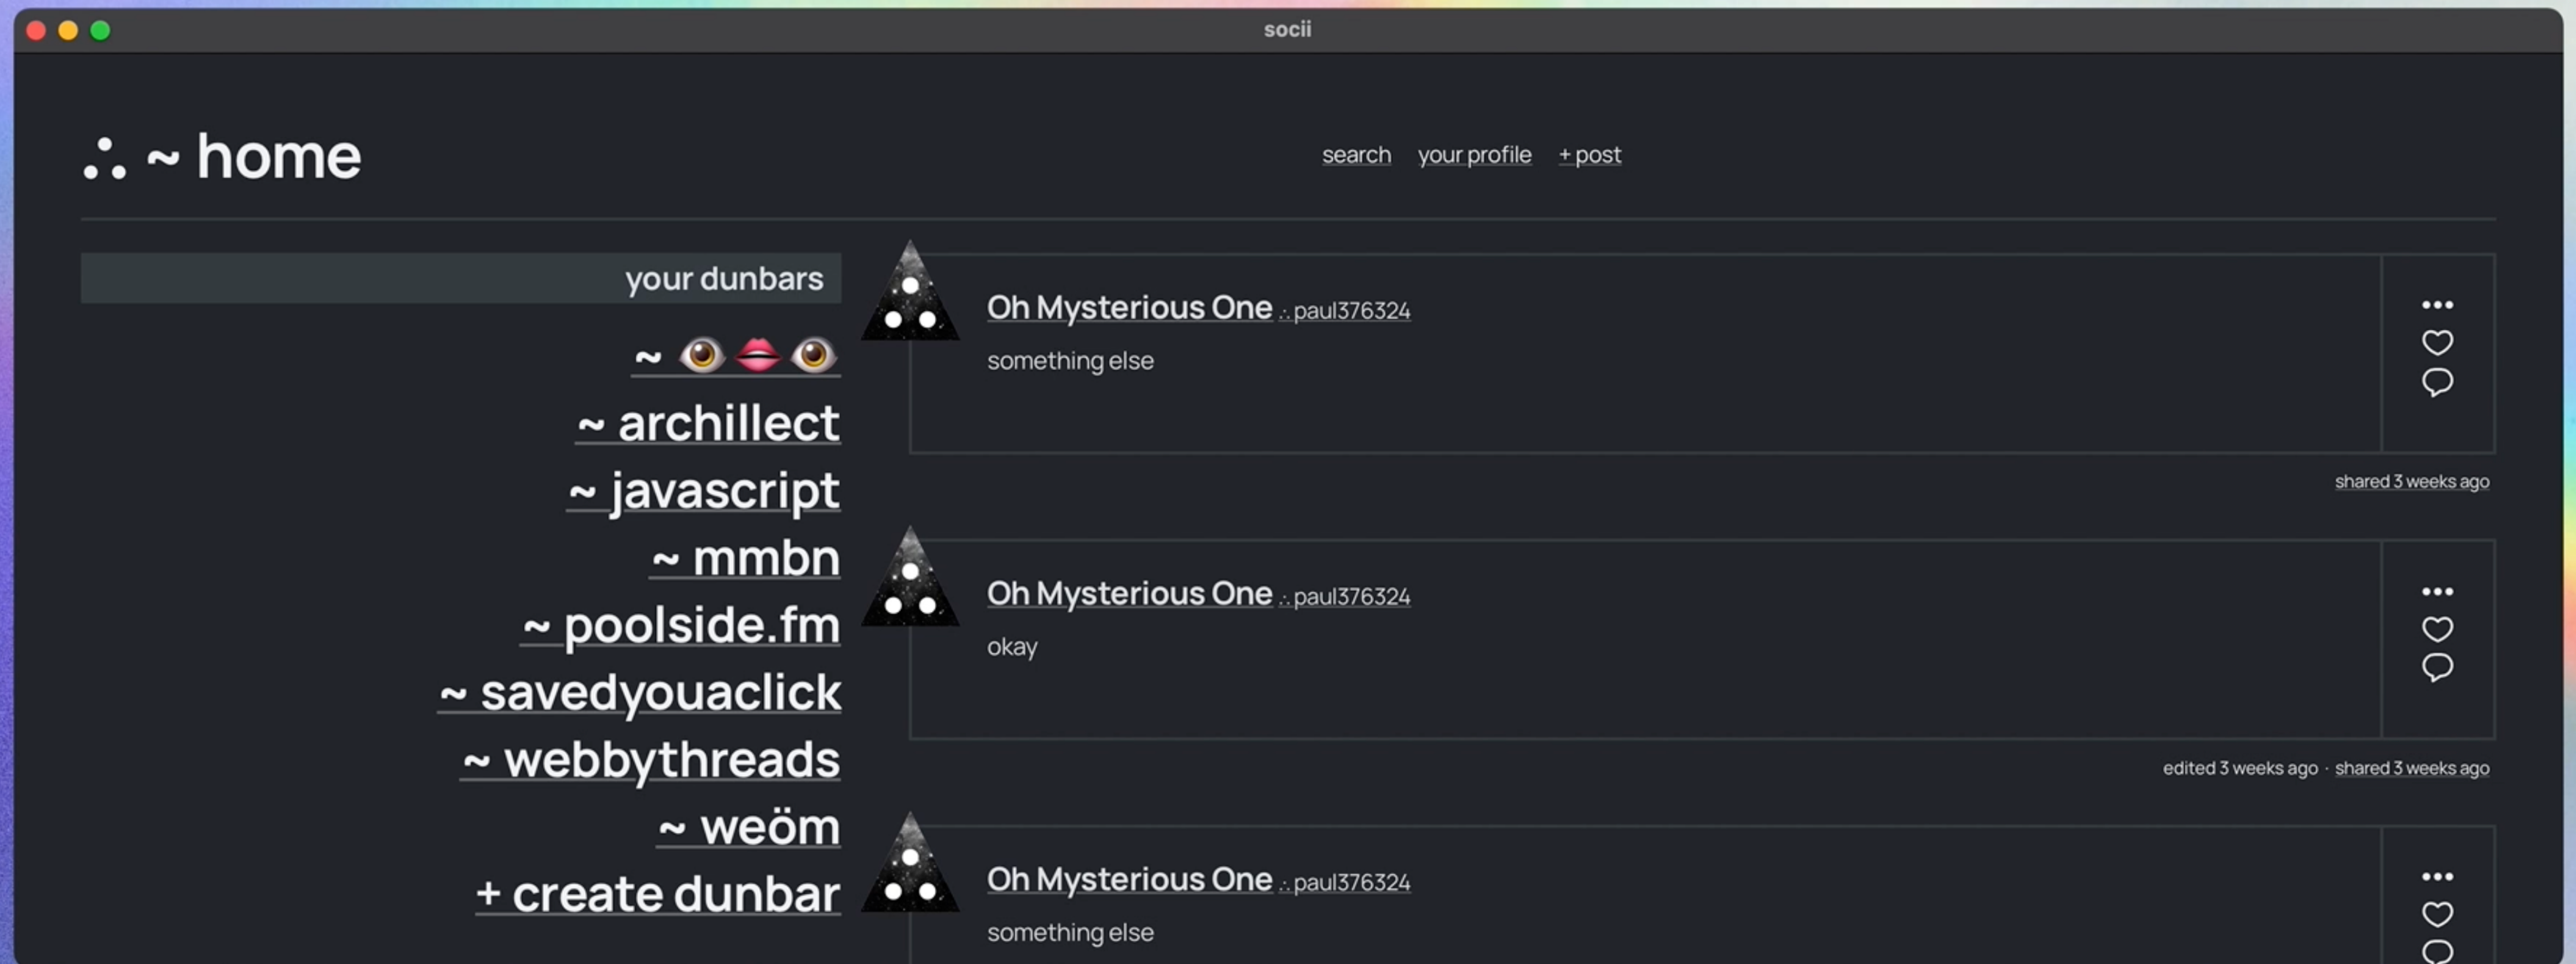 socii
∴ ~ home
search your profile + post
your dunbars
~ 👁️👄👁️
~ archillect
~ javascript
~ mmbn
~ poolside.fm
~ savedyouaclick
~ webbythreads
~ weöm
+ create dunbar
Oh Mysterious One ∴paul376324
something else
shared 3 weeks ago
Oh Mysterious One ∴paul376324
okay
edited 3 weeks ago · shared 3 weeks ago
Oh Mysterious One ∴paul376324
something else